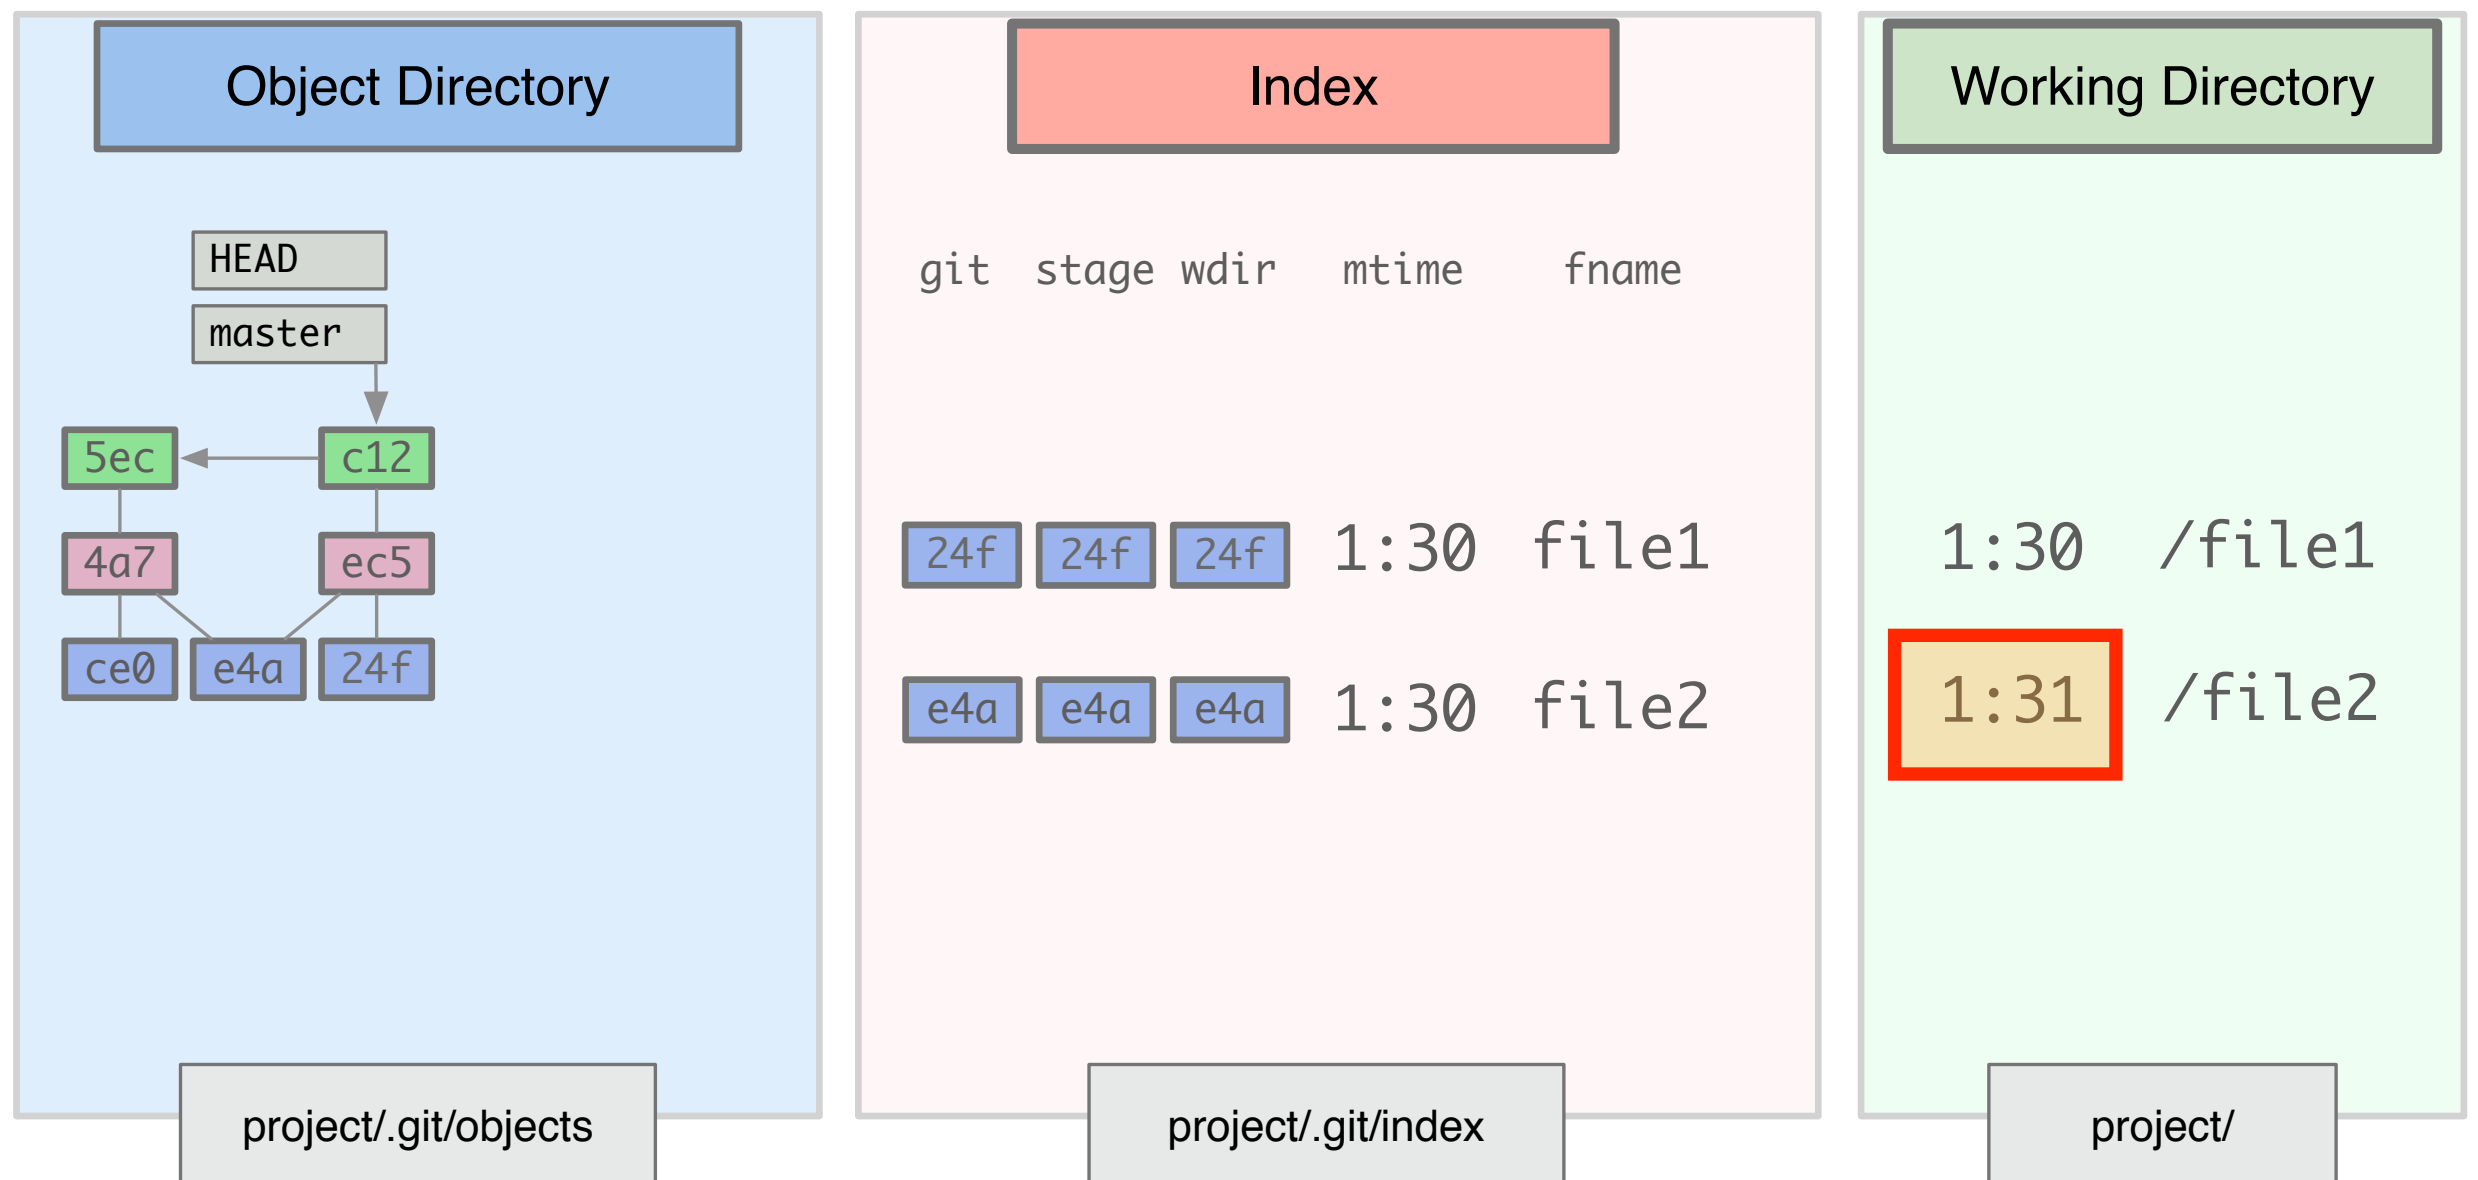 Object Directory
HEAD
master
5ec c12
4a7 ec5
ce0 e4a 24f
project/.git/objects
Index
git stage wdir mtime fname
24f 24f 24f 1:30 file1
e4a e4a e4a 1:30 file2
project/.git/index
Working Directory
1:30 /file1
1:31 /file2
project/